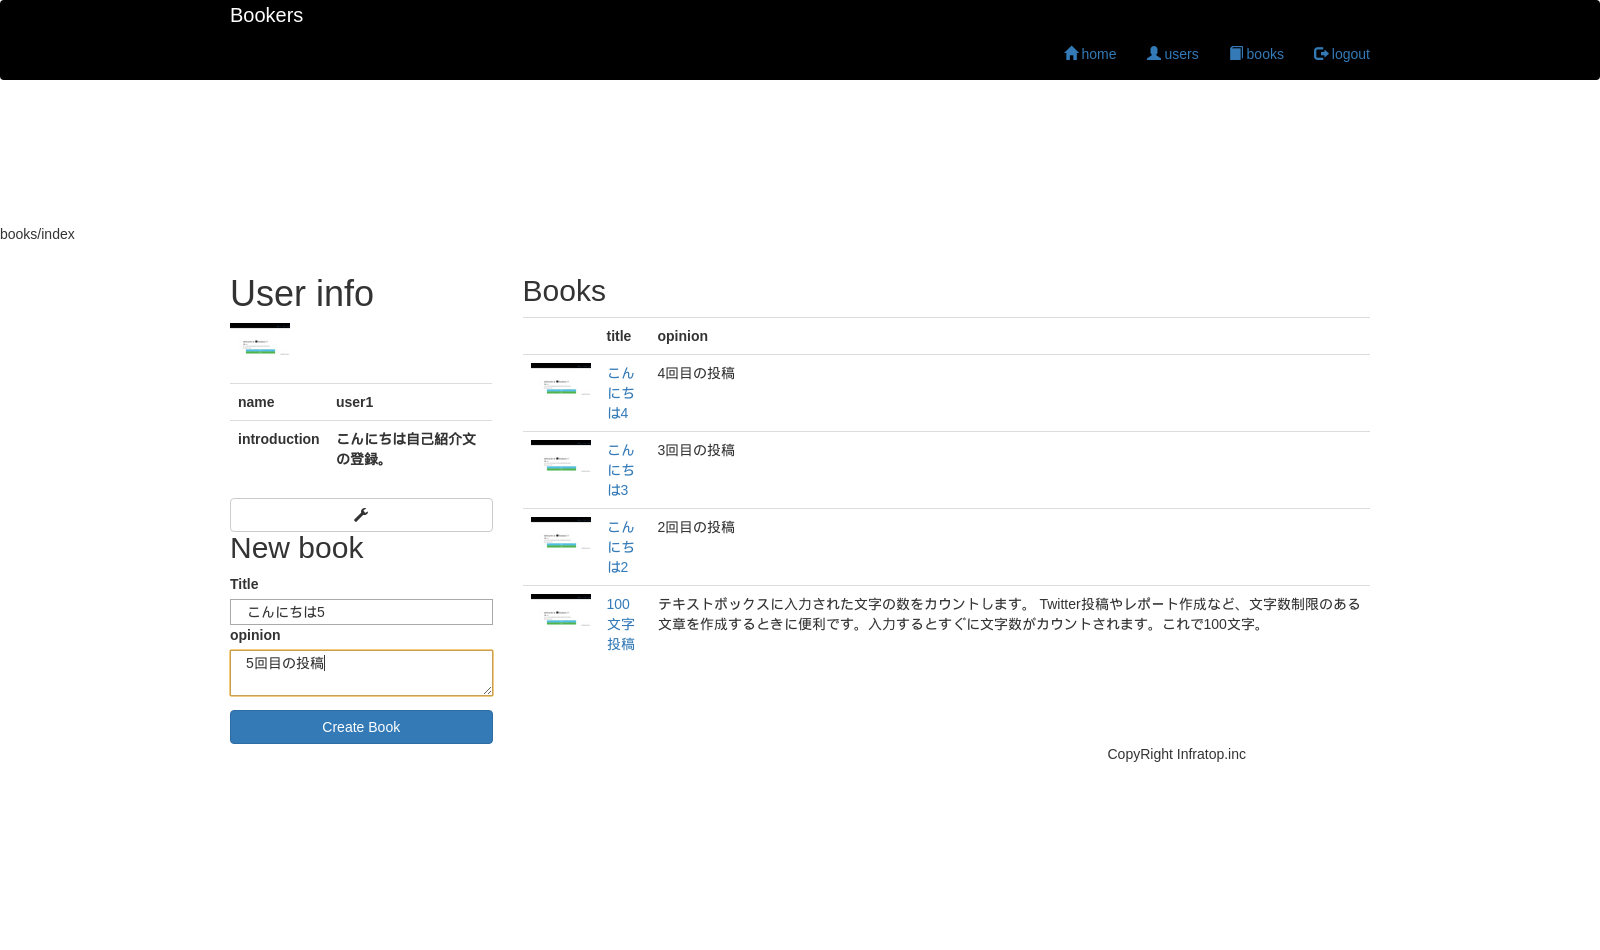 Bookers
home users books logout
books/index
User info
name user1
introduction こんにちは自己紹介文
の登録。
New book
Title
こんにちは5
opinion
5回目の投稿
Create Book
Books
title opinion
こん 4回目の投稿
にち
は4
こん 3回目の投稿
にち
は3
こん 2回目の投稿
にち
は2
100 テキストボックスに入力された文字の数をカウントします。 Twitter投稿やレポート作成など、文字数制限のある
文字 文章を作成するときに便利です。入力するとすぐに文字数がカウントされます。これで100文字。
投稿
CopyRight Infratop.inc